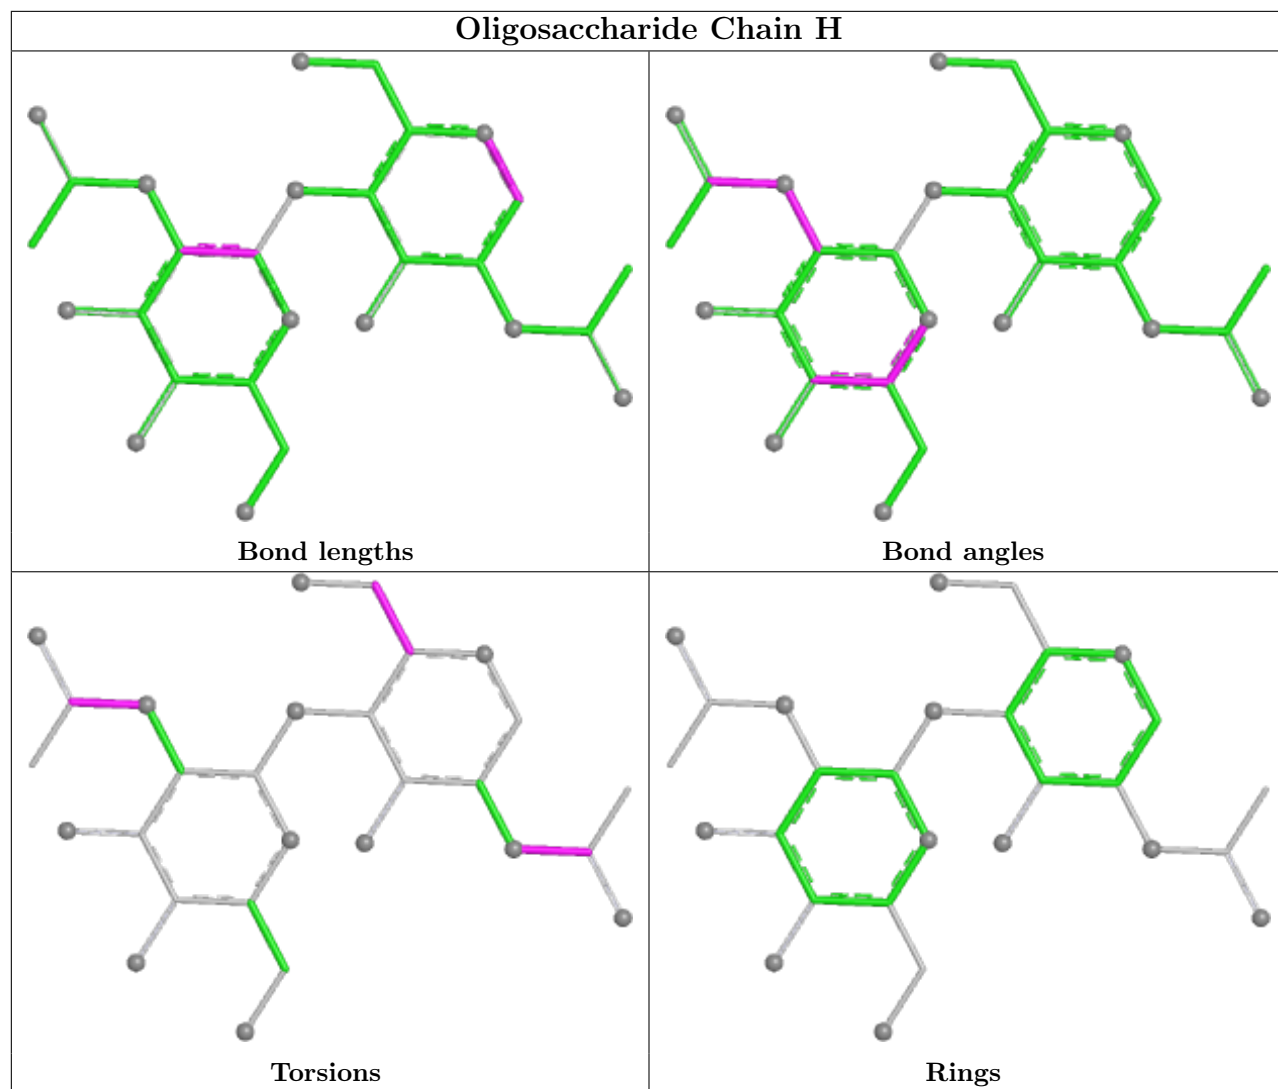 Oligosaccharide Chain H
Bond lengths
Bond angles
Torsions
Rings